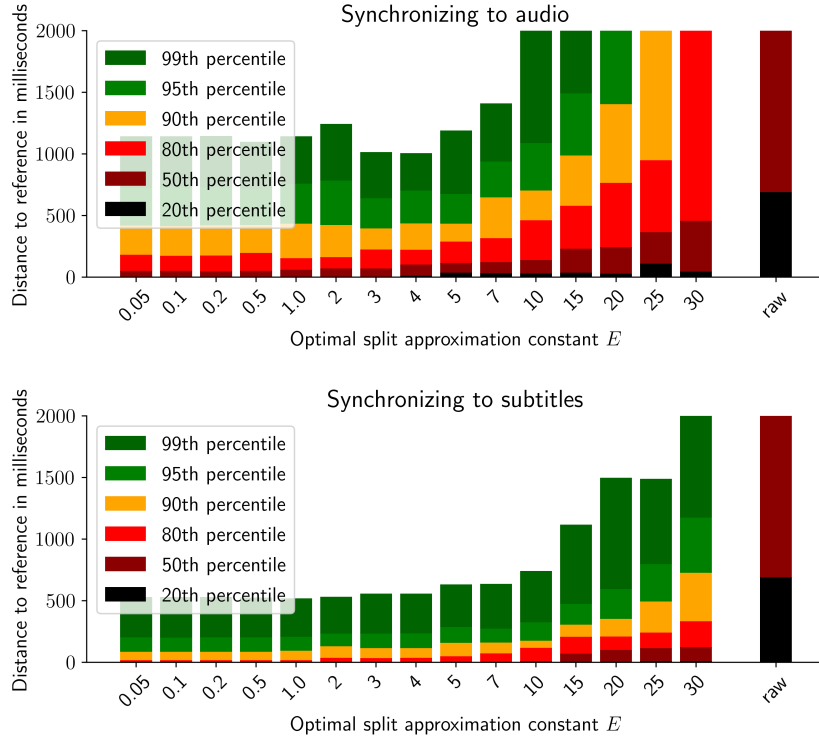 Synchronizing to audio
Distance to reference in milliseconds
2000
1500
1000
500
0
99th percentile
95th percentile
90th percentile
80th percentile
50th percentile
20th percentile
0.05 0.1 0.2 0.5 1.0 2 3 4 5 7 10 15 20 25 30 raw
Optimal split approximation constant E
Synchronizing to subtitles
Distance to reference in milliseconds
2000
1500
1000
500
0
99th percentile
95th percentile
90th percentile
80th percentile
50th percentile
20th percentile
0.05 0.1 0.2 0.5 1.0 2 3 4 5 7 10 15 20 25 30 raw
Optimal split approximation constant E